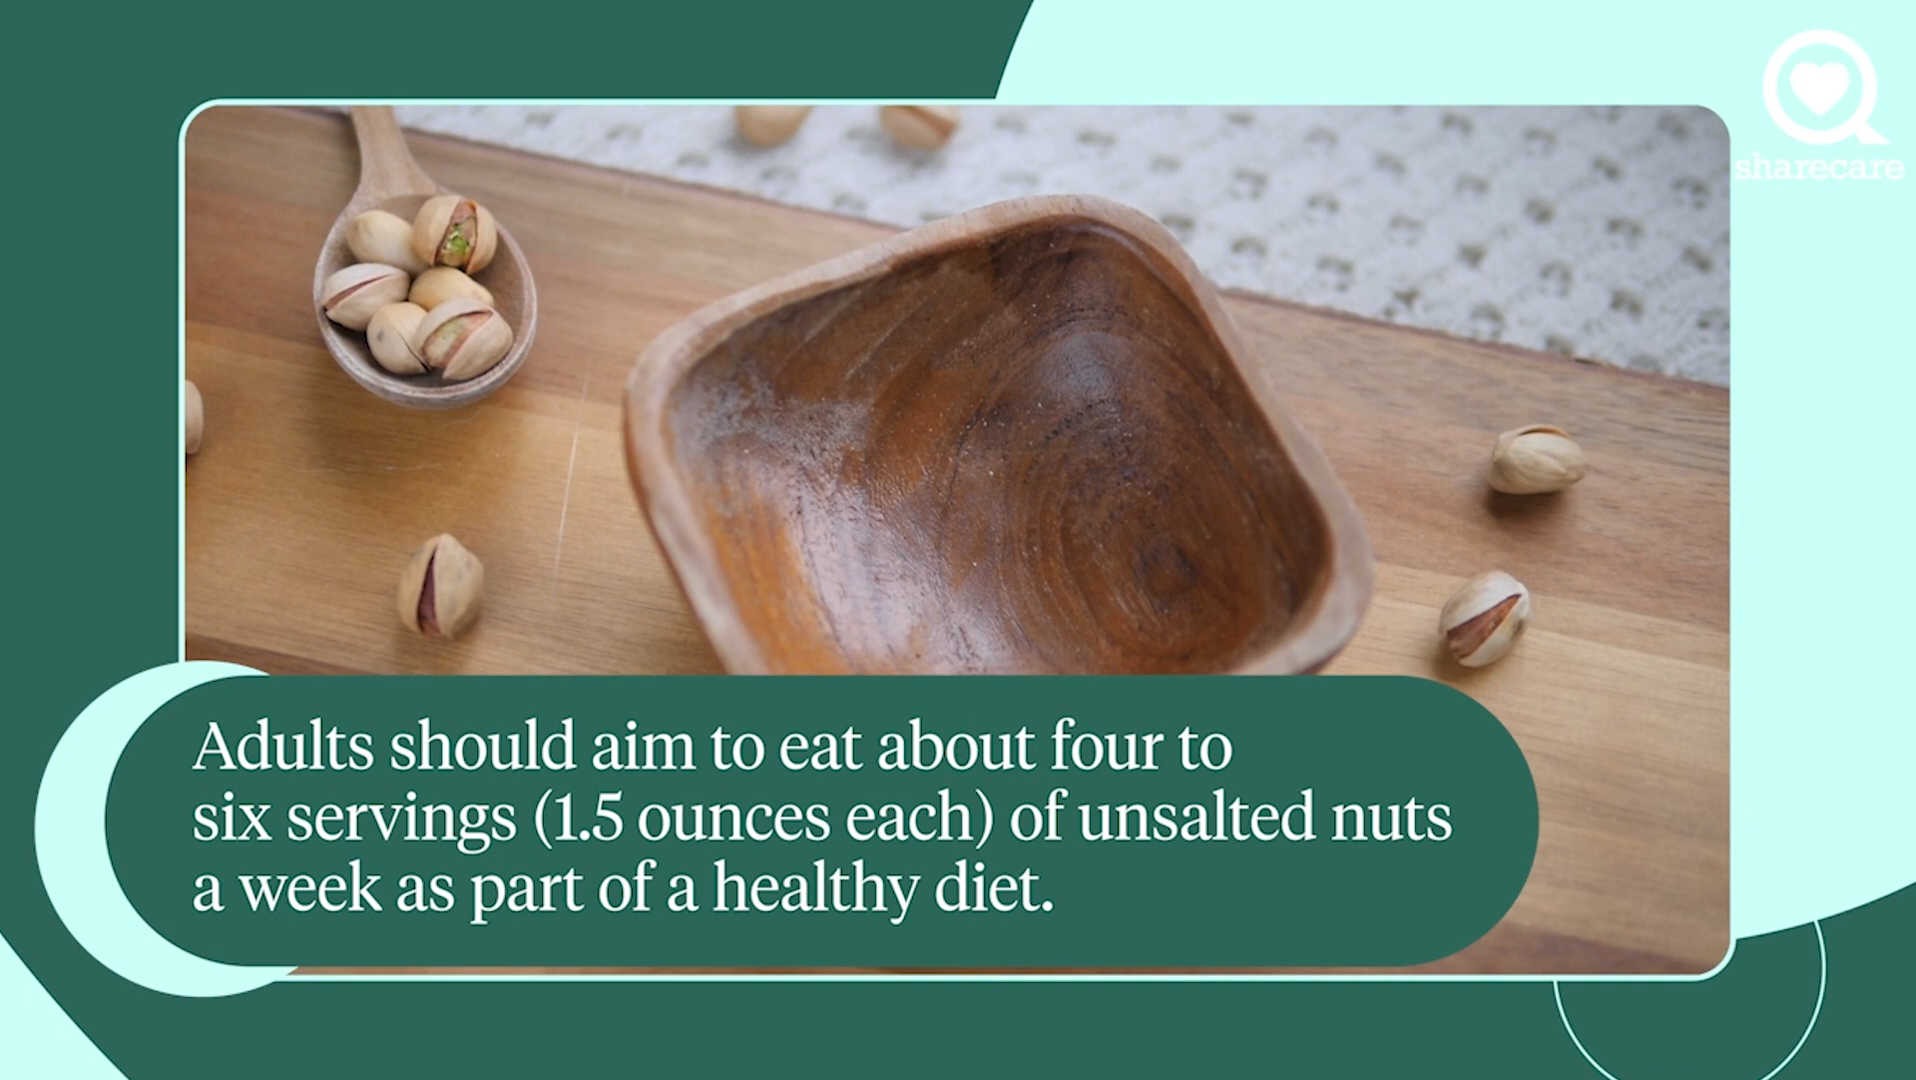 sharecare
Adults should aim to eat about four to
six servings (1.5 ounces each) of unsalted nuts
a week as part of a healthy diet.